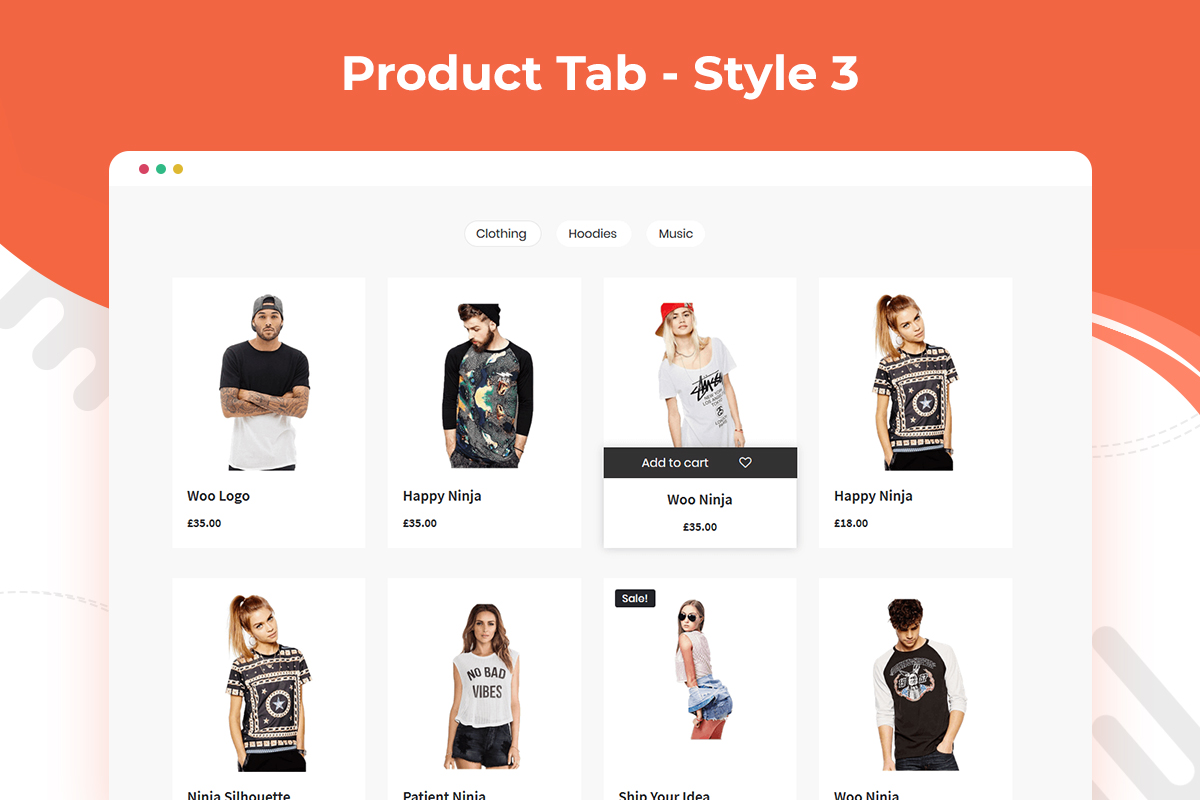 Product Tab - Style 3
Clothing
Hoodies
Music
Add to cart
Woo Logo
£35.00
Happy Ninja
£35.00
Woo Ninja
£35.00
Happy Ninja
£18.00
NO BAD
VIBES
Sale!
Ninja Silhouette
Patient Ninja
Ship Your Idea
Woo Ninja